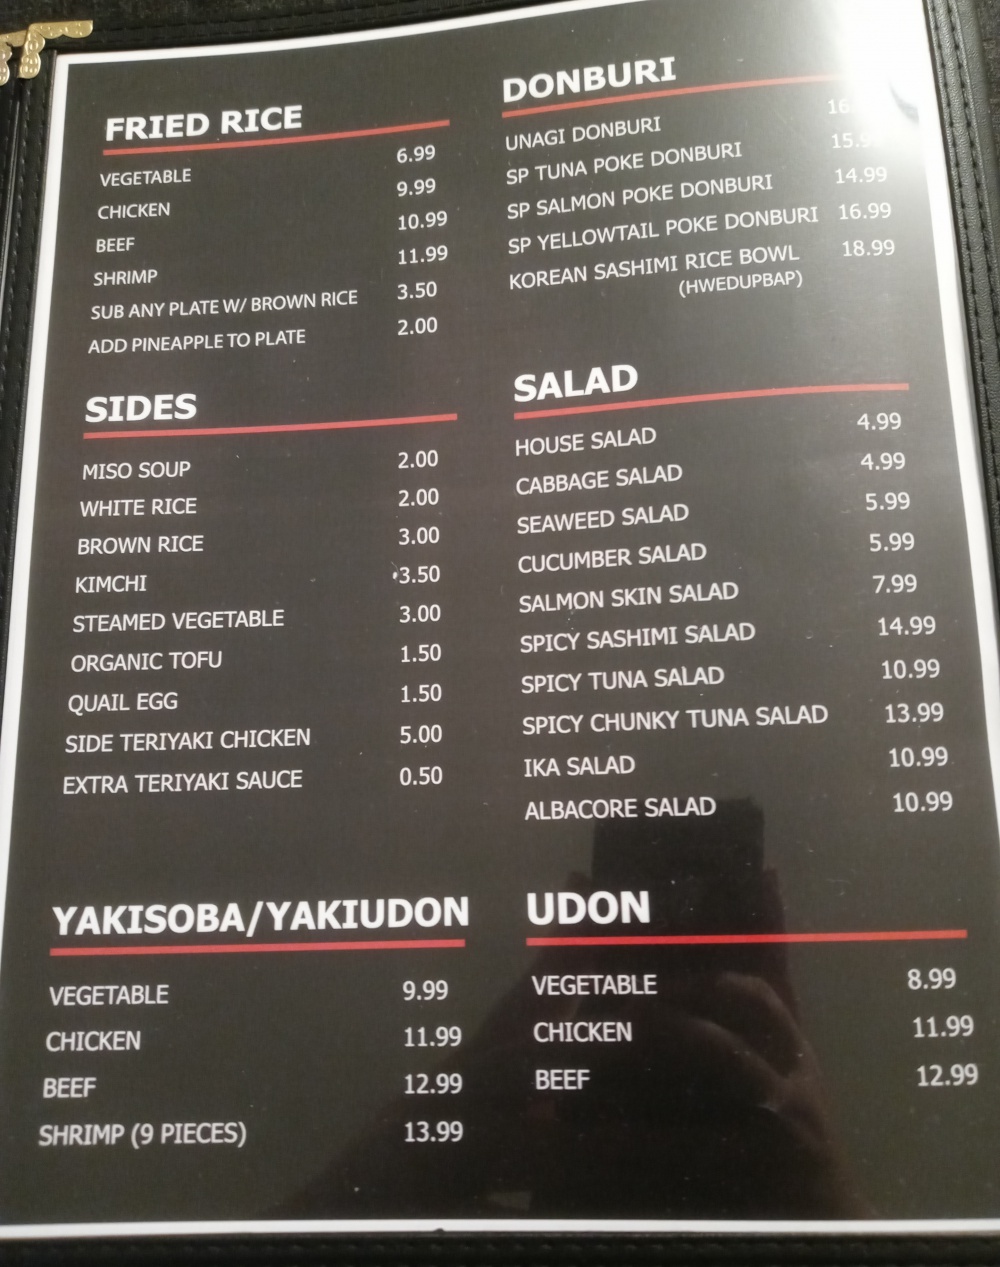 FRIED RICE
VEGETABLE 6.99
CHICKEN 9.99
BEEF 10.99
SHRIMP 11.99
SUB ANY PLATE W/ BROWN RICE 3.50
ADD PINEAPPLE TO PLATE 2.00
SIDES
MISO SOUP 2.00
WHITE RICE 2.00
BROWN RICE 3.00
KIMCHI 3.50
STEAMED VEGETABLE 3.00
ORGANIC TOFU 1.50
QUAIL EGG 1.50
SIDE TERIYAKI CHICKEN 5.00
EXTRA TERIYAKI SAUCE 0.50
YAKISOBA/YAKIUDON
VEGETABLE 9.99
CHICKEN 11.99
BEEF 12.99
SHRIMP (9 PIECES) 13.99
DONBURI
UNAGI DONBURI
SP TUNA POKE DONBURI
SP SALMON POKE DONBURI 14.99
SP YELLOWTAIL POKE DONBURI 16.99
KOREAN SASHIMI RICE BOWL 18.99
(HWEDUPBAP)
SALAD
HOUSE SALAD 4.99
CABBAGE SALAD 4.99
SEAWEED SALAD 5.99
CUCUMBER SALAD 5.99
SALMON SKIN SALAD 7.99
SPICY SASHIMI SALAD 14.99
SPICY TUNA SALAD 10.99
SPICY CHUNKY TUNA SALAD 13.99
IKA SALAD 10.99
ALBACORE SALAD 10.99
UDON
VEGETABLE 8.99
CHICKEN 11.99
BEEF 12.99